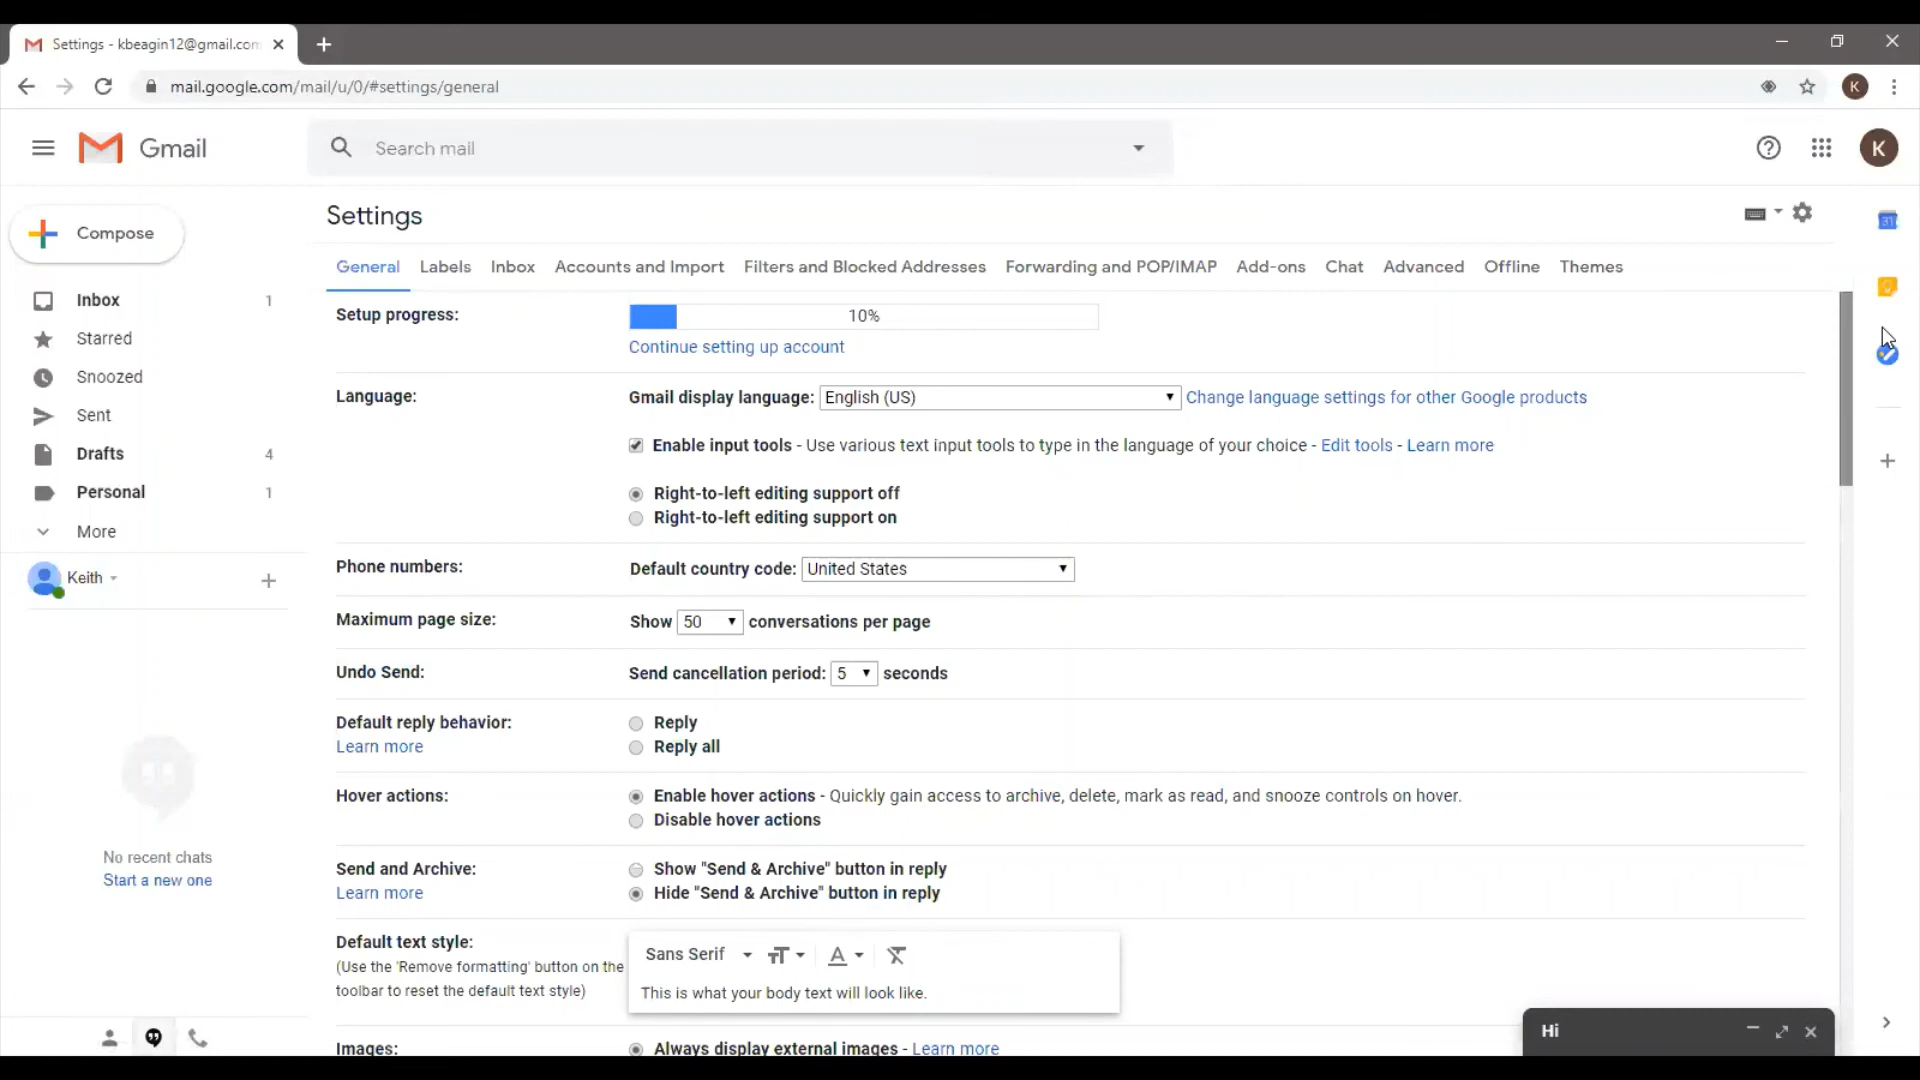 Settings - kbeagin12@gmail.com
mail.google.com/mail/u/0/#settings/general
K
Gmail
Search mail
K
Compose
Settings
31
General Labels Inbox Accounts and Import Filters and Blocked Addresses Forwarding and POP/IMAP Add-ons Chat Advanced Offline Themes
Inbox 1
Starred
Snoozed
Sent
Drafts 4
Personal 1
More
Keith
No recent chats
Start a new one
Setup progress: 10%
Continue setting up account
Language: Gmail display language: English (US) Change language settings for other Google products
Enable input tools - Use various text input tools to type in the language of your choice - Edit tools - Learn more
Right-to-left editing support off
Right-to-left editing support on
Phone numbers: Default country code: United States
Maximum page size: Show 50 conversations per page
Undo Send: Send cancellation period: 5 seconds
Default reply behavior: Reply
Learn more Reply all
Hover actions: Enable hover actions - Quickly gain access to archive, delete, mark as read, and snooze controls on hover.
Disable hover actions
Send and Archive: Show "Send & Archive" button in reply
Learn more Hide "Send & Archive" button in reply
Default text style: Sans Serif
(Use the 'Remove formatting' button on the
toolbar to reset the default text style) This is what your body text will look like.
Images: Always display external images - Learn more
Hi